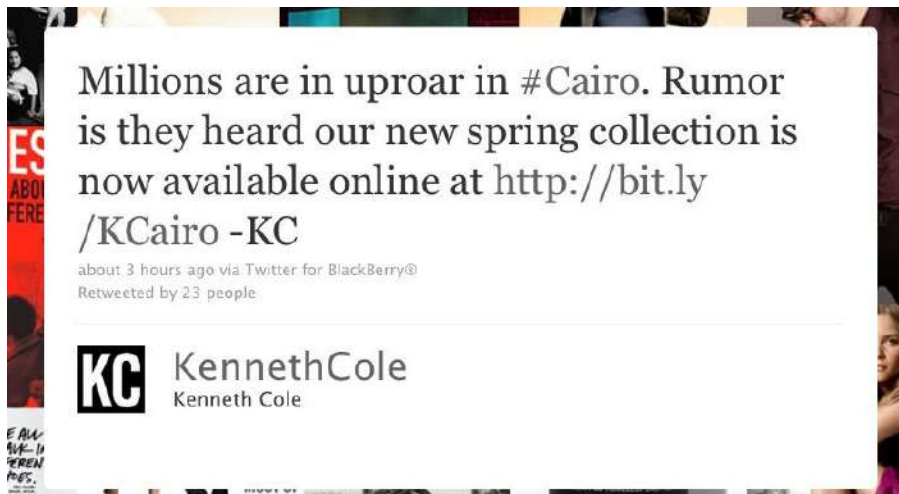 Millions are in uproar in #Cairo. Rumor
is they heard our new spring collection is
now available online at http://bit.ly
/KCairo -KC
about 3 hours ago via Twitter for BlackBerry®
Retweeted by 23 people
KC
KennethCole
Kenneth Cole